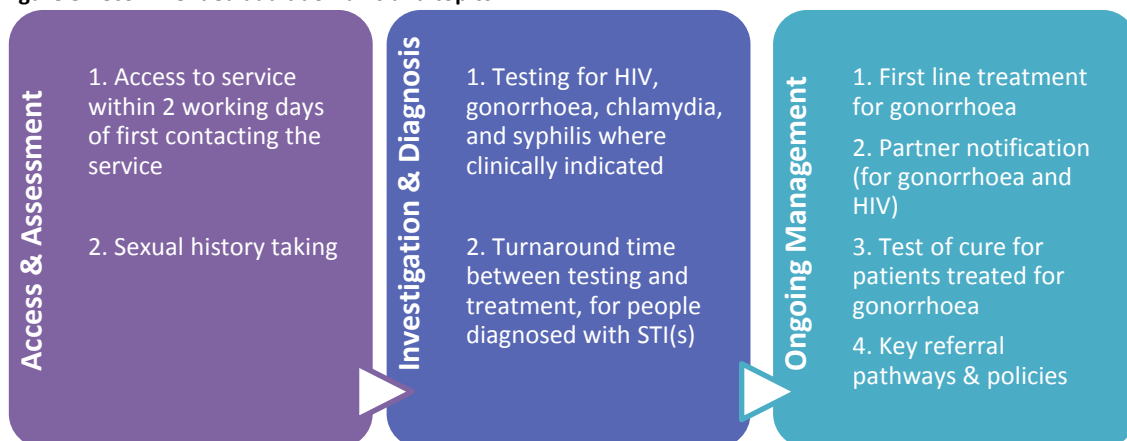 Access & Assessment
1. Access to service
within 2 working days
of first contacting the
service
2. Sexual history taking
Investigation & Diagnosis
1. Testing for HIV,
gonorrhoea, chlamydia,
and syphilis where
clinically indicated
2. Turnaround time
between testing and
treatment, for people
diagnosed with STI(s)
Ongoing Management
1. First line treatment
for gonorrhoea
2. Partner notification
(for gonorrhoea and
HIV)
3. Test of cure for
patients treated for
gonorrhoea
4. Key referral
pathways & policies